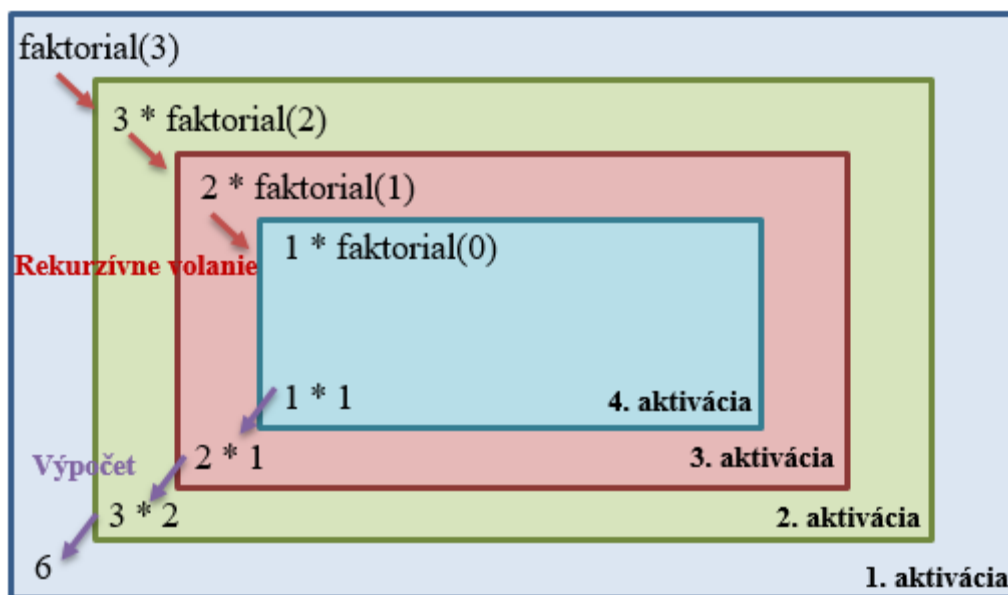 faktorial(3)
3 * faktorial(2)
2 * faktorial(1)
1 * faktorial(0)
Rekurzívne volanie
1 * 1
4. aktivácia
2 * 1
3. aktivácia
Výpočet
3 * 2
2. aktivácia
6
1. aktivácia